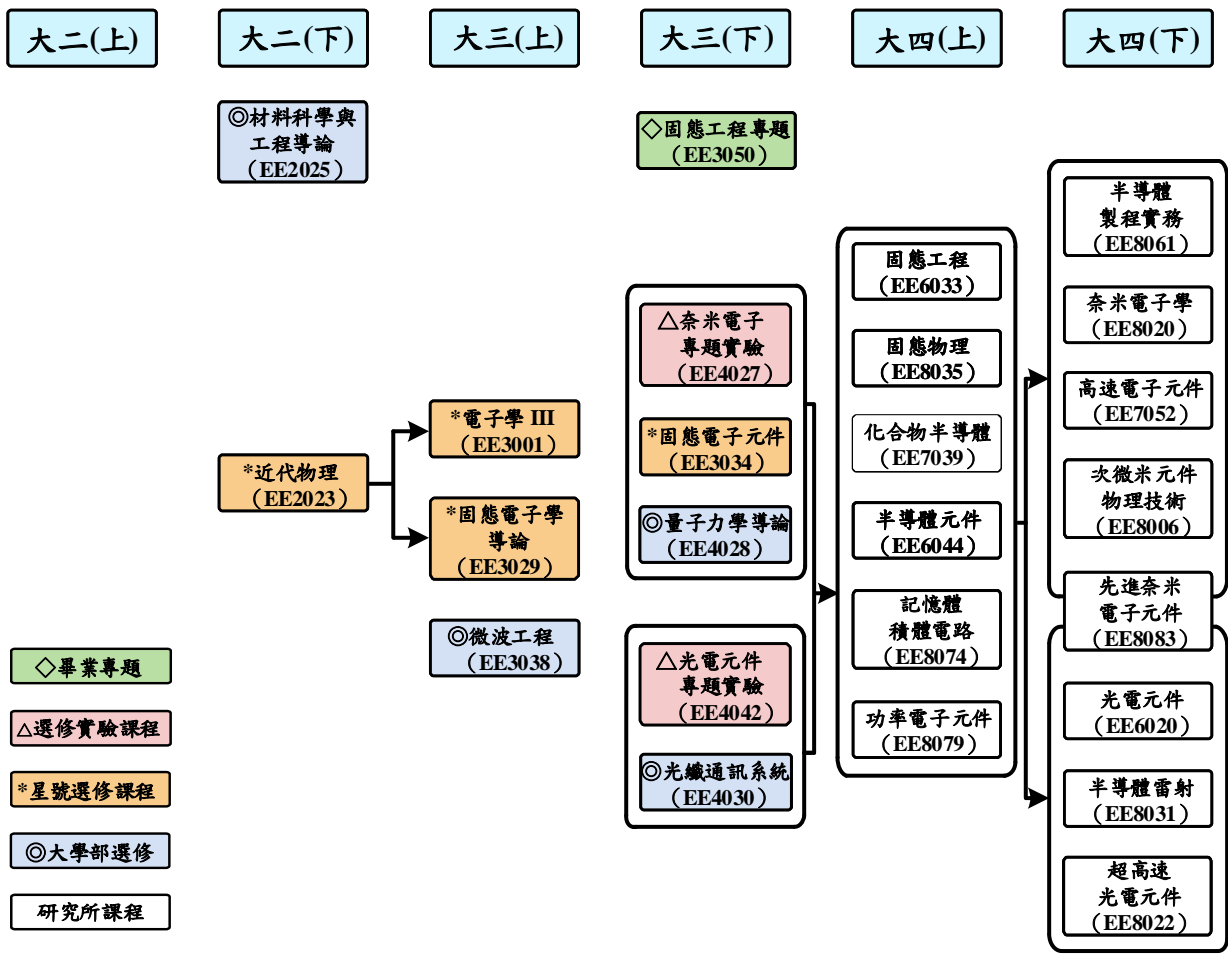 大二(上)
大二(下)
大三(上)
大三(下)
大四(上)
大四(下)
◎材料科學與
工程導論
(EE2025)
*近代物理
(EE2023)
*電子學 III
(EE3001)
*固態電子學
導論
(EE3029)
◎微波工程
(EE3038)
◇固態工程專題
(EE3050)
△奈米電子
專題實驗
(EE4027)
*固態電子元件
(EE3034)
◎量子力學導論
(EE4028)
△光電元件
專題實驗
(EE4042)
◎光纖通訊系統
(EE4030)
固態工程
(EE6033)
固態物理
(EE8035)
化合物半導體
(EE7039)
半導體元件
(EE6044)
記憶體
積體電路
(EE8074)
功率電子元件
(EE8079)
半導體
製程實務
(EE8061)
奈米電子學
(EE8020)
高速電子元件
(EE7052)
次微米元件
物理技術
(EE8006)
先進奈米
電子元件
(EE8083)
光電元件
(EE6020)
半導體雷射
(EE8031)
超高速
光電元件
(EE8022)
◇畢業專題
△選修實驗課程
*星號選修課程
◎大學部選修
研究所課程